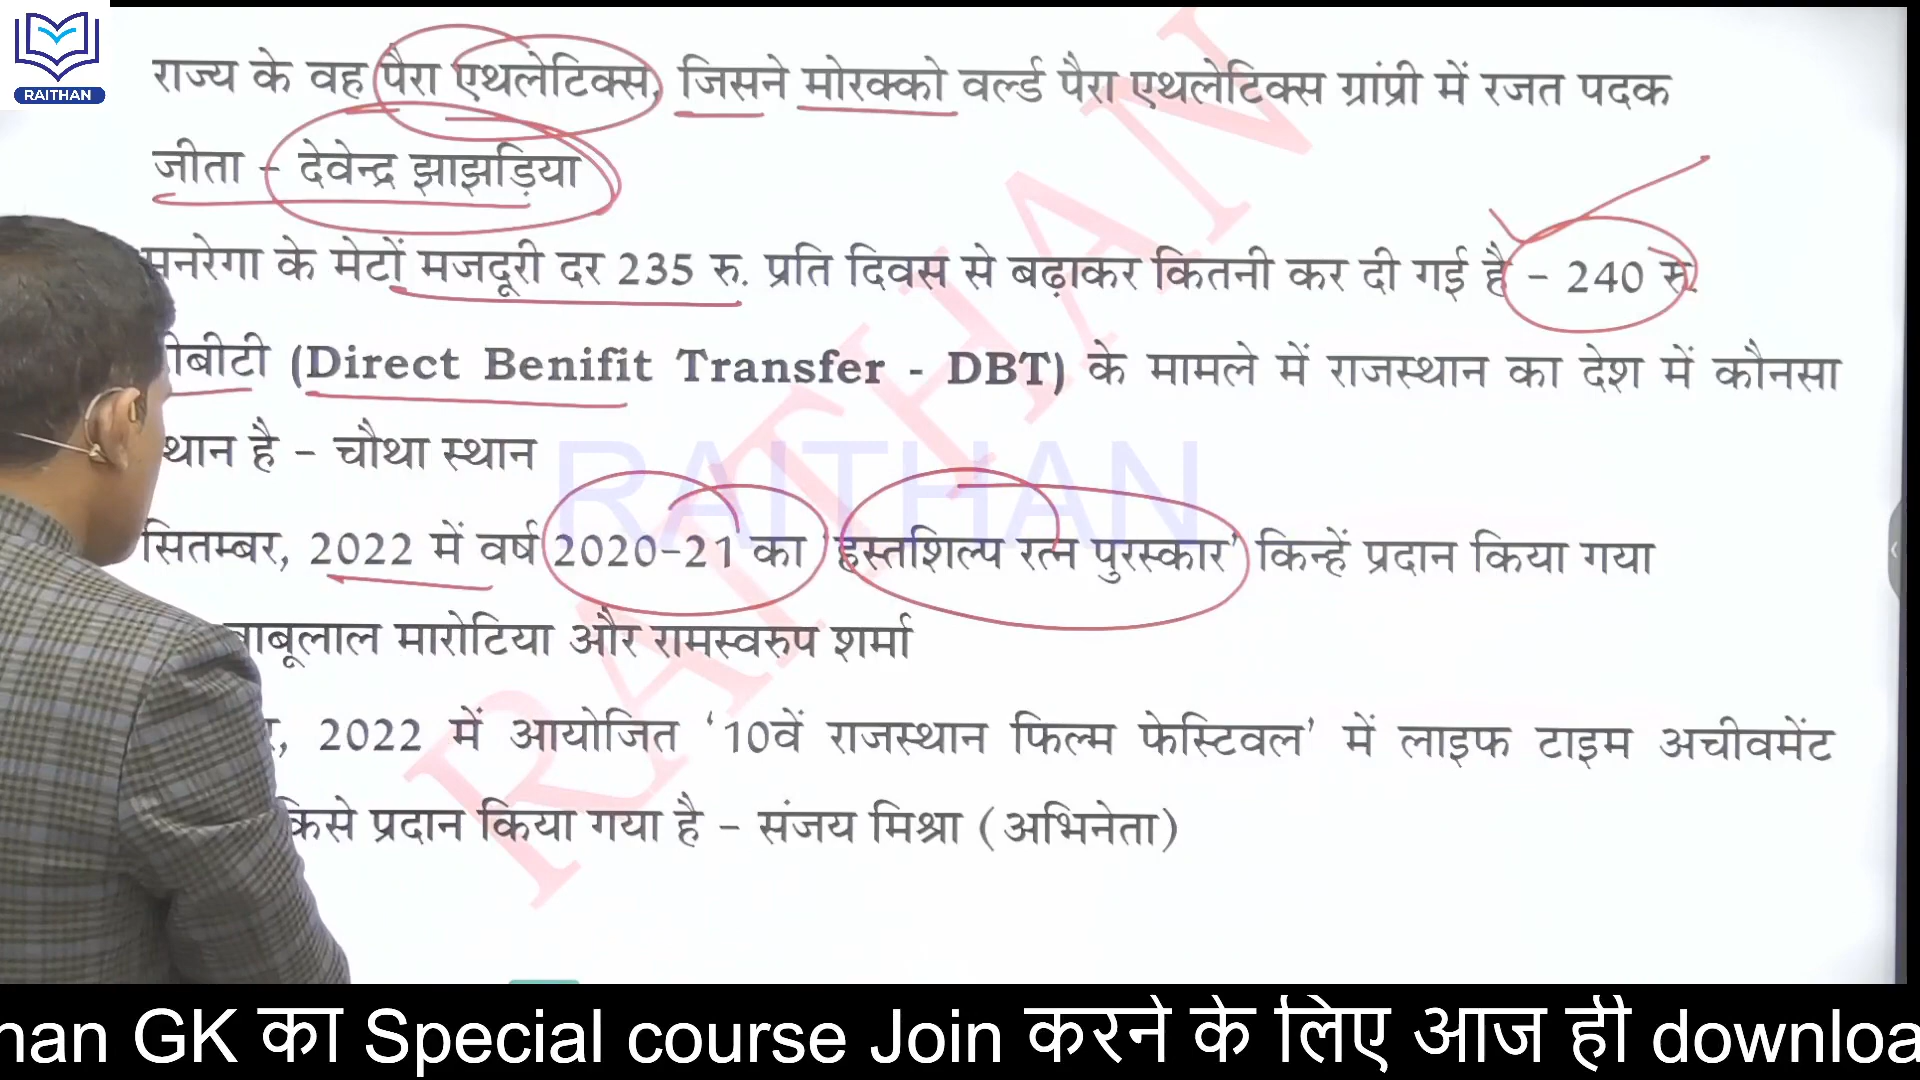 RAITHAN
राज्य के वह पैरा एथलेटिक्स, जिसने मोरक्को वर्ल्ड पैरा एथलेटिक्स ग्रांप्री में रजत पदक
जीता – देवेन्द्र झाझड़िया
मनरेगा के मेटों मजदूरी दर 235 रु. प्रति दिवस से बढ़ाकर कितनी कर दी गई है – 240 रु.
(Direct Benifit Transfer - DBT) के मामले में राजस्थान का देश में कौनसा
है – चौथा स्थान
सितम्बर, 2022 में वर्ष 2020-21 का 'हस्तशिल्प रत्न पुरस्कार' किन्हें प्रदान किया गया
बाबूलाल मारोटिया और रामस्वरुप शर्मा
2022 में आयोजित '10वें राजस्थान फिल्म फेस्टिवल' में लाइफ टाइम अचीवमेंट
किसे प्रदान किया गया है – संजय मिश्रा (अभिनेता)
RAITHAN
RAITHAN
GK का Special course Join करने के लिए आज ही